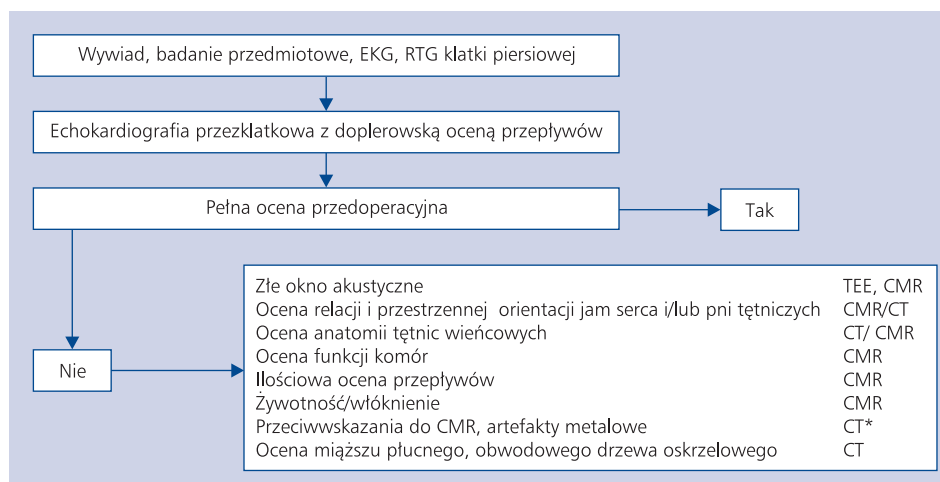 Wywiad, badanie przedmiotowe, EKG, RTG klatki piersiowej
Echokardiografia przezklatkowa z doplerowską oceną przepływów
Pełna ocena przedoperacyjna
Tak
Nie
Złe okno akustyczne TEE, CMR
Ocena relacji i przestrzennej orientacji jam serca i/lub pni tętniczych CMR/CT
Ocena anatomii tętnic wieńcowych CT/ CMR
Ocena funkcji komór CMR
Ilościowa ocena przepływów CMR
Żywotność/włóknienie CMR
Przeciwwskazania do CMR, artefakty metalowe CT*
Ocena miąższu płucnego, obwodowego drzewa oskrzelowego CT